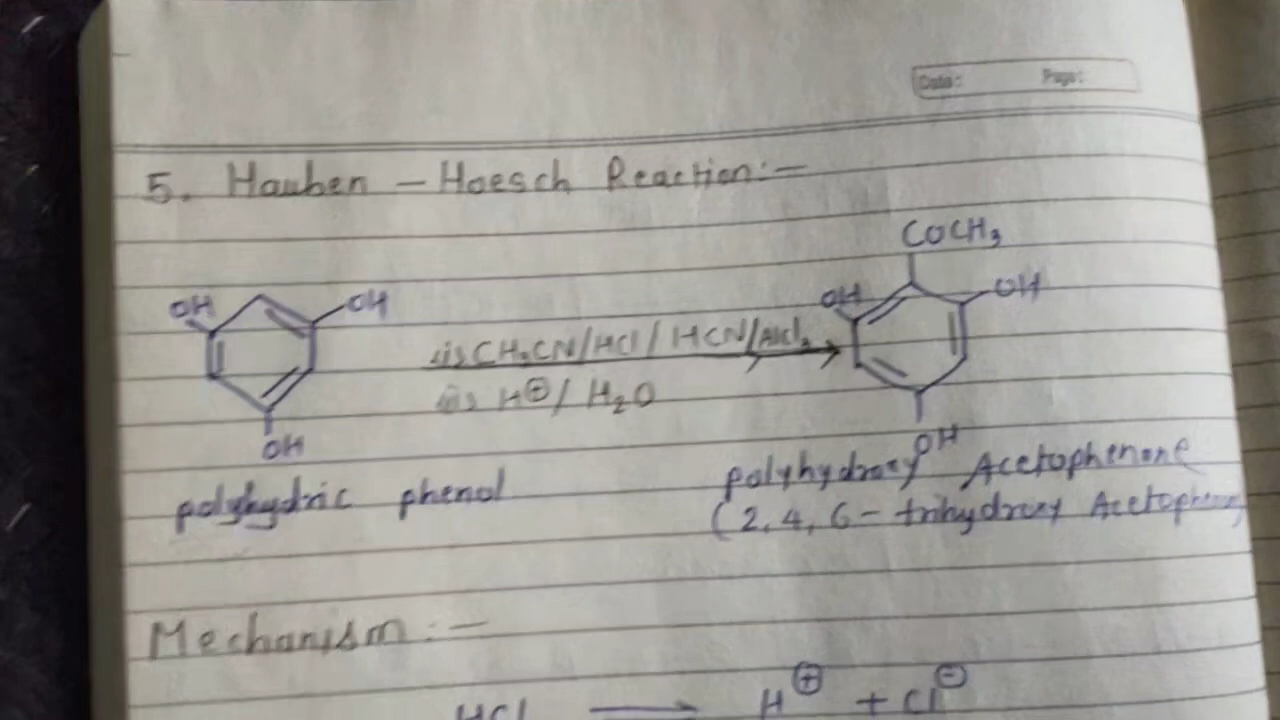 Date: Page:
5. Hauben - Hoesch Reaction :-
COCH3
OH OH OH OH
(i) CH3CN/HCl / HCN/AlCl3
(ii) H⊕/ H2O
OH OH
polyhydric phenol polyhydroxy Acetophenone
(2,4,6 - trihydroxy Acetophenone)
Mechanism :-
HCl ⟶ H⊕ + Cl⊖